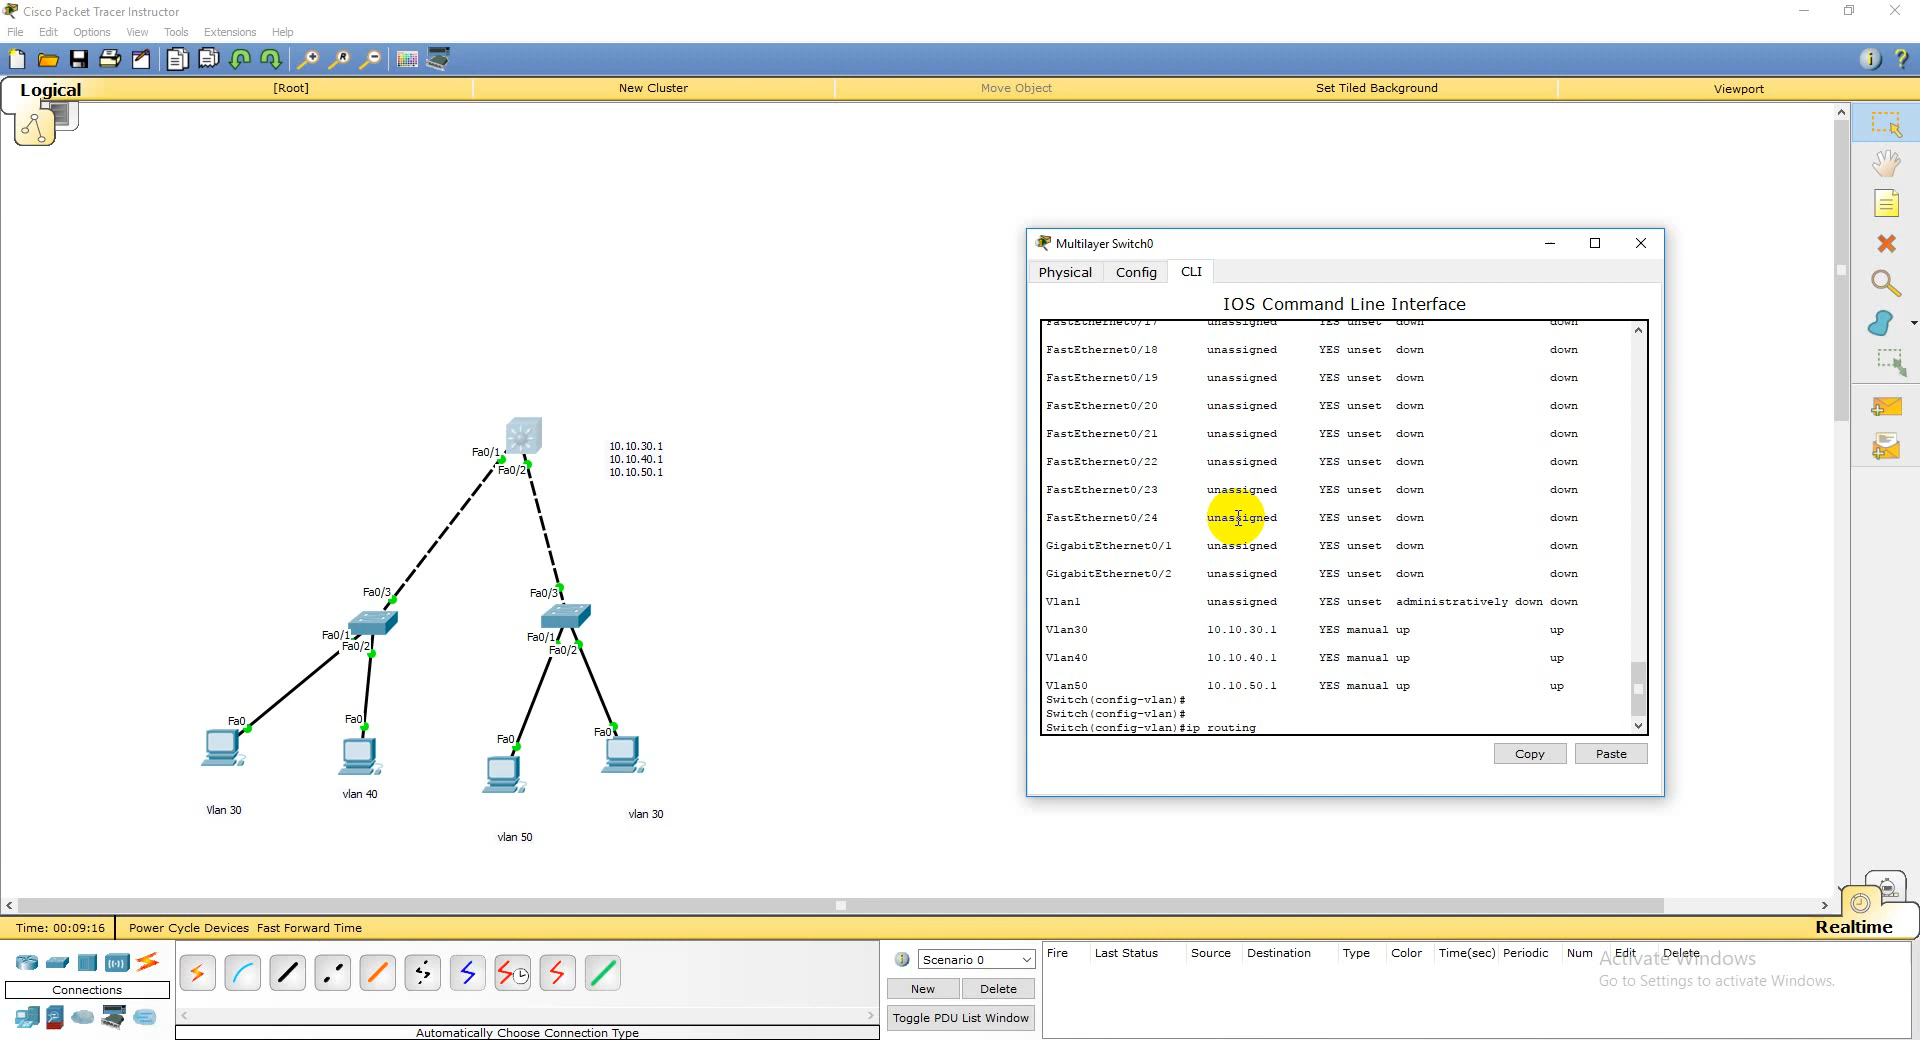 Cisco Packet Tracer Instructor
File Edit Options View Tools Extensions Help
Logical [Root] New Cluster Move Object Set Tiled Background Viewport
Multilayer Switch0
Physical Config CLI
IOS Command Line Interface
FastEthernet0/17 unassigned YES unset down down
FastEthernet0/18 unassigned YES unset down down
FastEthernet0/19 unassigned YES unset down down
FastEthernet0/20 unassigned YES unset down down
FastEthernet0/21 unassigned YES unset down down
FastEthernet0/22 unassigned YES unset down down
FastEthernet0/23 unassigned YES unset down down
FastEthernet0/24 unassigned YES unset down down
GigabitEthernet0/1 unassigned YES unset down down
GigabitEthernet0/2 unassigned YES unset down down
Vlan1 unassigned YES unset administratively down down
Vlan30 10.10.30.1 YES manual up up
Vlan40 10.10.40.1 YES manual up up
Vlan50 10.10.50.1 YES manual up up
Switch(config-vlan)#
Switch(config-vlan)#
Switch(config-vlan)#ip routing
Copy Paste
Fa0/1
Fa0/2
10.10.30.1
10.10.40.1
10.10.50.1
Fa0/3
Fa0/3
Fa0/1
Fa0/2
Fa0/1
Fa0/2
Fa0
Fa0
Fa0
Fa0
Vlan 30
vlan 40
vlan 50
vlan 30
Time: 00:09:16 Power Cycle Devices Fast Forward Time
Realtime
Connections
Automatically Choose Connection Type
Scenario 0
New Delete
Toggle PDU List Window
Fire Last Status Source Destination Type Color Time(sec) Periodic Num Edit Delete
Activate Windows
Go to Settings to activate Windows.